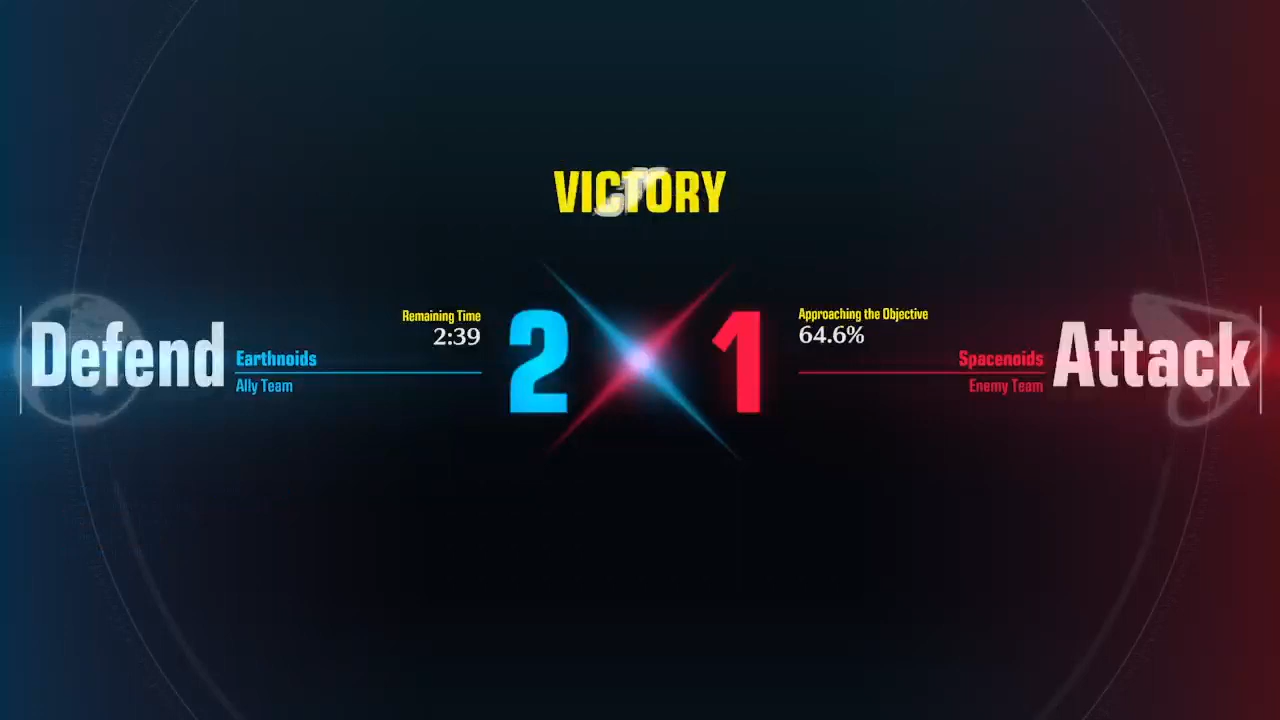 VICTORY
Defend
Earthnoids
Ally Team
Remaining Time
2:39
2
1
Approaching the Objective
64.6%
Spacenoids
Enemy Team
Attack